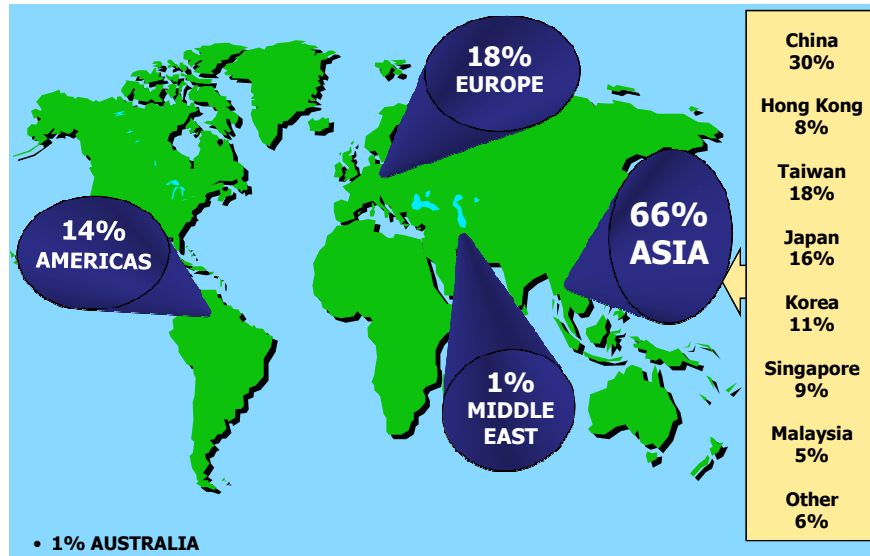 18%
EUROPE
14%
AMERICAS
66%
ASIA
1%
MIDDLE
EAST
• 1% AUSTRALIA
China
30%
Hong Kong
8%
Taiwan
18%
Japan
16%
Korea
11%
Singapore
9%
Malaysia
5%
Other
6%